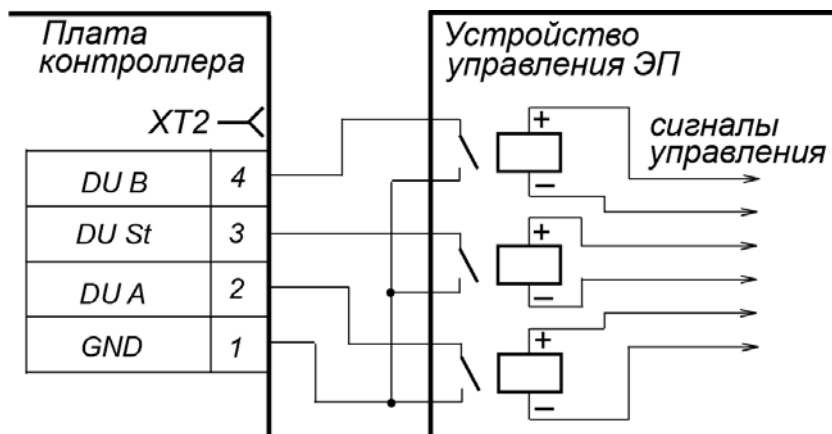 Плата
контроллера
Устройство
управления ЭП
XT2
DU B 4
DU St 3
DU A 2
GND 1
+
−
+
−
+
−
сигналы
управления